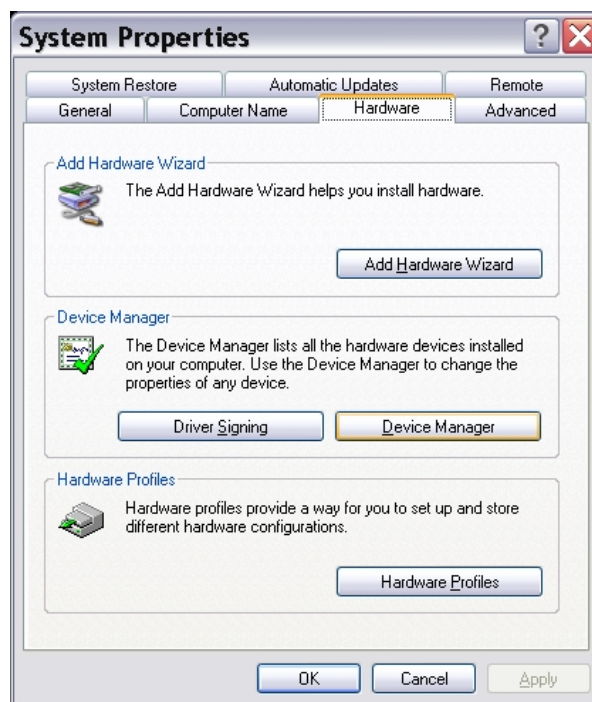 System Properties
?
System Restore Automatic Updates Remote
General Computer Name Hardware Advanced
Add Hardware Wizard
The Add Hardware Wizard helps you install hardware.
Add Hardware Wizard
Device Manager
The Device Manager lists all the hardware devices installed
on your computer. Use the Device Manager to change the
properties of any device.
Driver Signing Device Manager
Hardware Profiles
Hardware profiles provide a way for you to set up and store
different hardware configurations.
Hardware Profiles
OK Cancel Apply